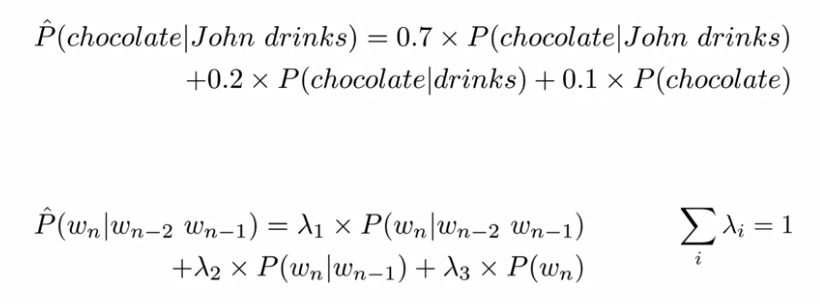 P̂(chocolate|John drinks) = 0.7 × P(chocolate|John drinks)
+0.2 × P(chocolate|drinks) + 0.1 × P(chocolate)
P̂(wₙ|wₙ₋₂ wₙ₋₁) = λ₁ × P(wₙ|wₙ₋₂ wₙ₋₁)
+λ₂ × P(wₙ|wₙ₋₁) + λ₃ × P(wₙ)
∑ᵢ λᵢ = 1